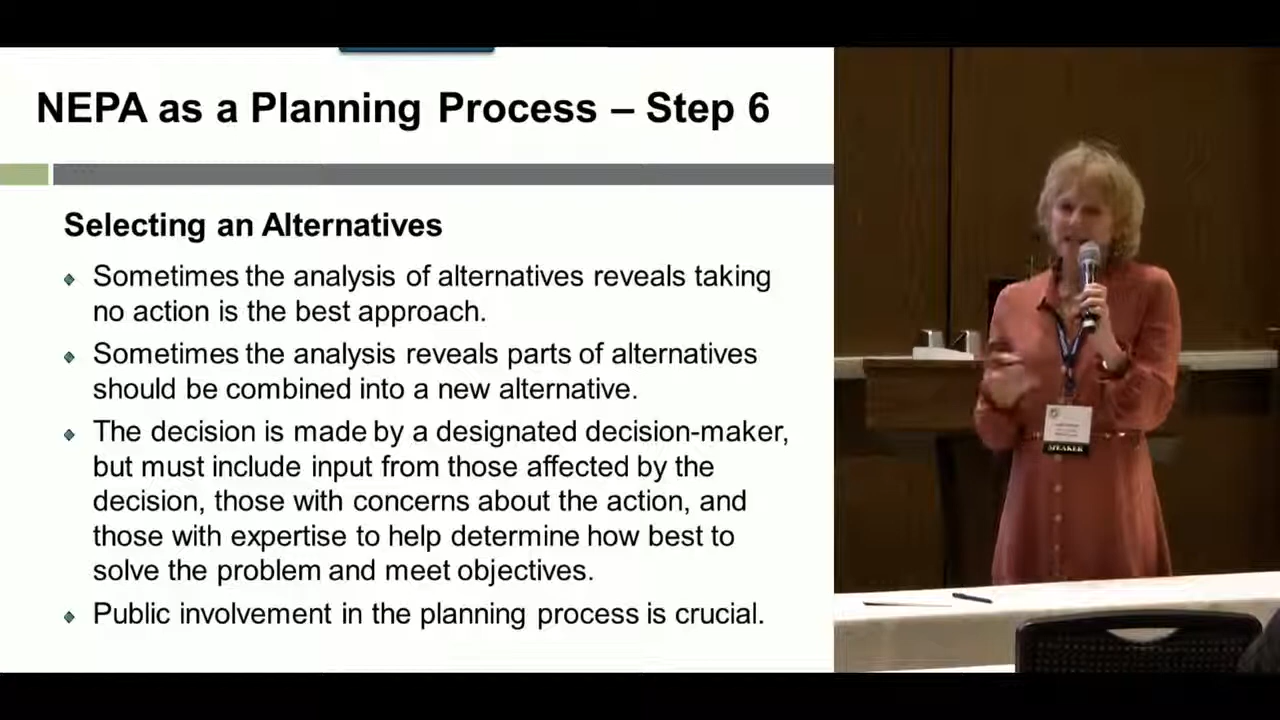 NEPA as a Planning Process – Step 6
Selecting an Alternatives
Sometimes the analysis of alternatives reveals taking
no action is the best approach.
Sometimes the analysis reveals parts of alternatives
should be combined into a new alternative.
The decision is made by a designated decision-maker,
but must include input from those affected by the
decision, those with concerns about the action, and
those with expertise to help determine how best to
solve the problem and meet objectives.
Public involvement in the planning process is crucial.
SPEAKER